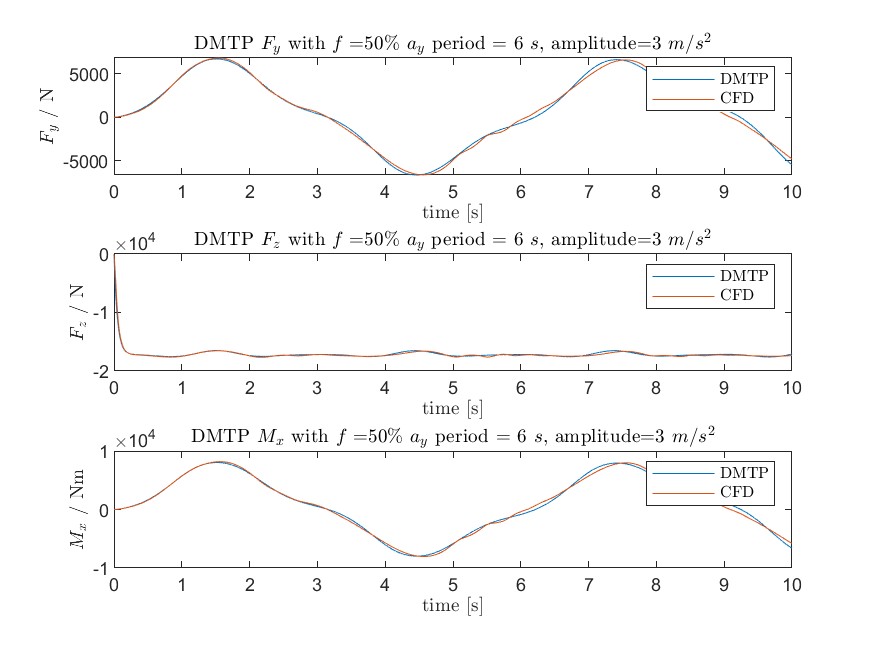 DMTP F_y with f =50% a_y period = 6 s, amplitude=3 m/s^2
5000
0
-5000
F_y / N
DMTP
CFD
0 1 2 3 4 5 6 7 8 9 10
time [s]
DMTP F_z with f =50% a_y period = 6 s, amplitude=3 m/s^2
×10^4
0
-1
-2
F_z / N
DMTP
CFD
0 1 2 3 4 5 6 7 8 9 10
time [s]
DMTP M_x with f =50% a_y period = 6 s, amplitude=3 m/s^2
×10^4
1
0
-1
M_x / Nm
DMTP
CFD
0 1 2 3 4 5 6 7 8 9 10
time [s]